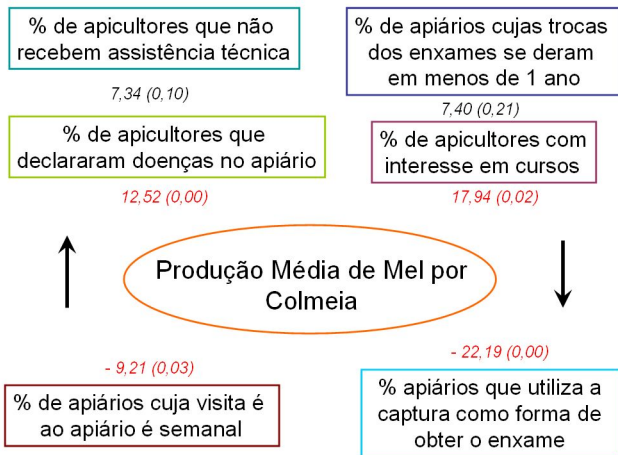 % de apicultores que não
recebem assistência técnica
7,34 (0,10)
% de apiários cujas trocas
dos enxames se deram
em menos de 1 ano
7,40 (0,21)
% de apicultores que
declararam doenças no apiário
12,52 (0,00)
% de apicultores com
interesse em cursos
17,94 (0,02)
Produção Média de Mel por
Colmeia
- 9,21 (0,03)
% de apiários cuja visita é
ao apiário é semanal
- 22,19 (0,00)
% apiários que utiliza a
captura como forma de
obter o enxame